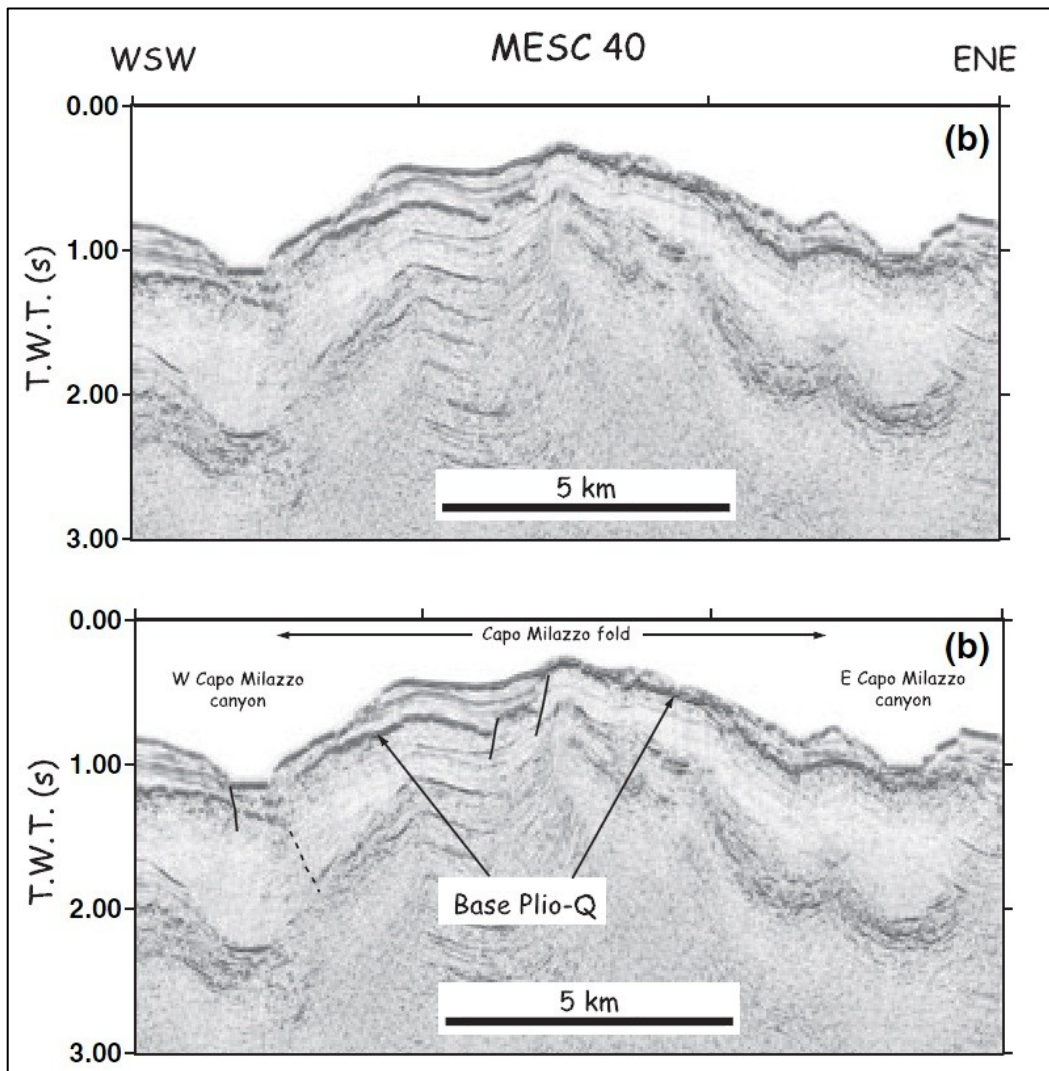 WSW MESC 40 ENE
0.00
(b)
1.00
T.W.T. (s)
2.00
5 km
3.00
0.00
Capo Milazzo fold
(b)
W Capo Milazzo
canyon
E Capo Milazzo
canyon
1.00
T.W.T. (s)
2.00
Base Plio-Q
5 km
3.00